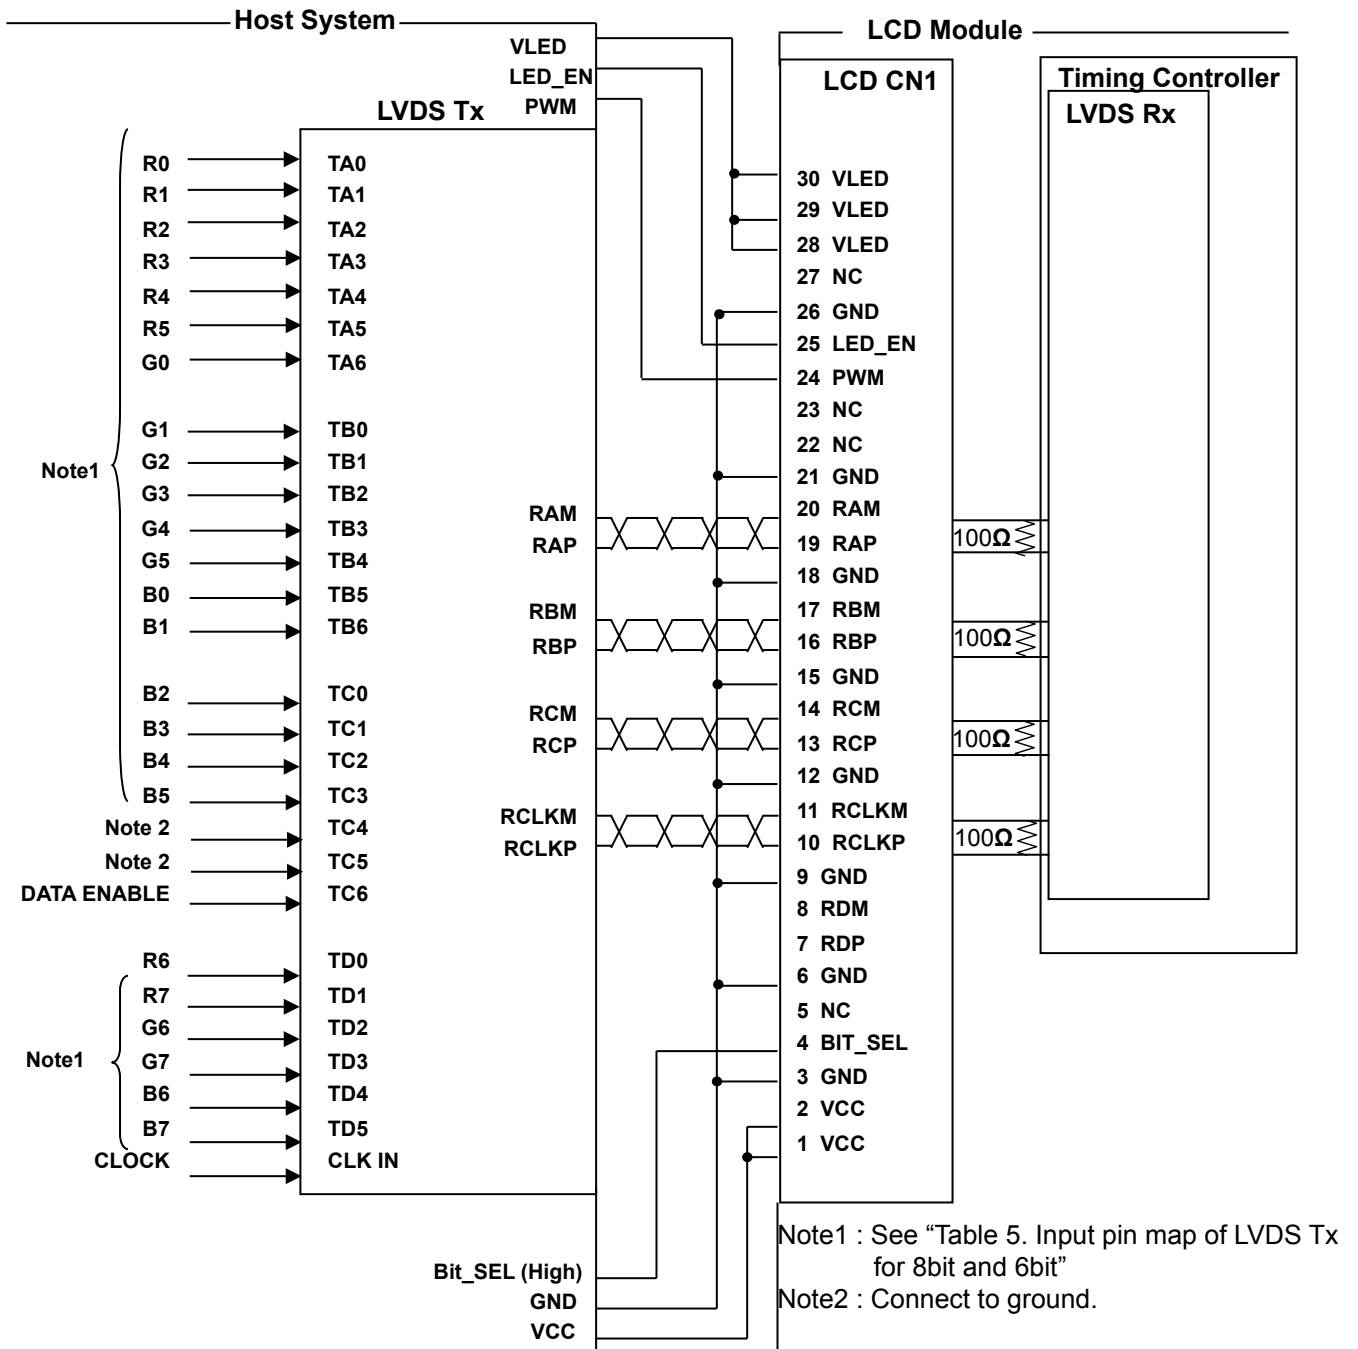 Host System
LCD Module
VLED
LED_EN
PWM
LVDS Tx
LCD CN1
Timing Controller
LVDS Rx
R0 TA0
R1 TA1
R2 TA2
R3 TA3
R4 TA4
R5 TA5
G0 TA6
G1 TB0
G2 TB1
G3 TB2
G4 TB3
G5 TB4
B0 TB5
B1 TB6
B2 TC0
B3 TC1
B4 TC2
B5 TC3
Note 2 TC4
Note 2 TC5
DATA ENABLE TC6
R6 TD0
R7 TD1
G6 TD2
G7 TD3
B6 TD4
B7 TD5
CLOCK CLK IN
Note1
Note1
RAM
RAP
RBM
RBP
RCM
RCP
RCLKM
RCLKP
Bit_SEL (High)
GND
VCC
30 VLED
29 VLED
28 VLED
27 NC
26 GND
25 LED_EN
24 PWM
23 NC
22 NC
21 GND
20 RAM
19 RAP
18 GND
17 RBM
16 RBP
15 GND
14 RCM
13 RCP
12 GND
11 RCLKM
10 RCLKP
9 GND
8 RDM
7 RDP
6 GND
5 NC
4 BIT_SEL
3 GND
2 VCC
1 VCC
100Ω
100Ω
100Ω
100Ω
Note1 : See “Table 5. Input pin map of LVDS Tx
for 8bit and 6bit”
Note2 : Connect to ground.